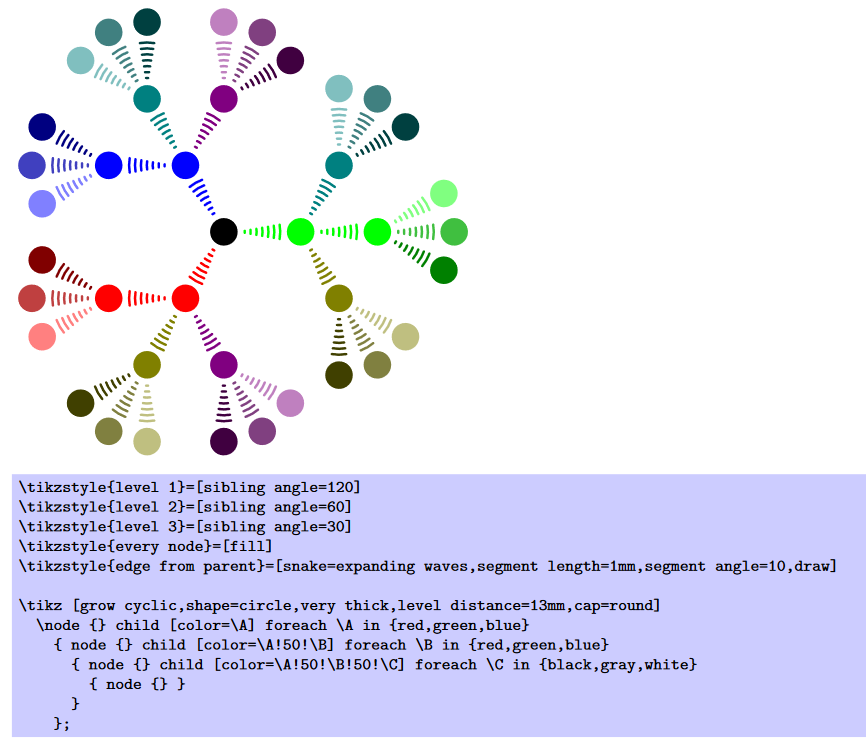 \tikzstyle{level 1}=[sibling angle=120]
\tikzstyle{level 2}=[sibling angle=60]
\tikzstyle{level 3}=[sibling angle=30]
\tikzstyle{every node}=[fill]
\tikzstyle{edge from parent}=[snake=expanding waves,segment length=1mm,segment angle=10,draw]

\tikz [grow cyclic,shape=circle,very thick,level distance=13mm,cap=round]
  \node {} child [color=\A] foreach \A in {red,green,blue}
    { node {} child [color=\A!50!\B] foreach \B in {red,green,blue}
      { node {} child [color=\A!50!\B!50!\C] foreach \C in {black,gray,white}
        { node {} }
      }
    };